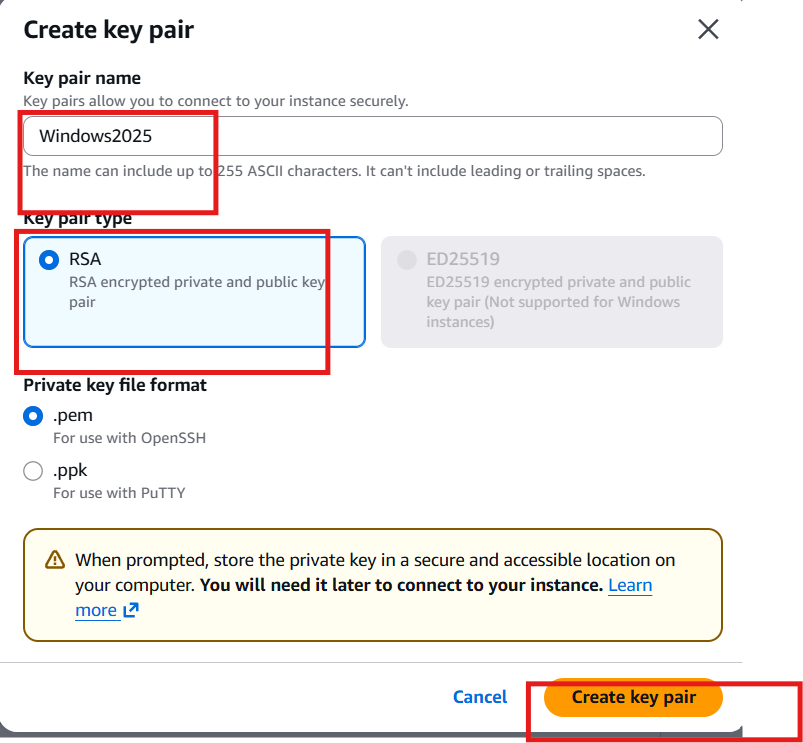 Create key pair
Key pair name
Key pairs allow you to connect to your instance securely.
Windows2025
The name can include up to 255 ASCII characters. It can't include leading or trailing spaces.
Key pair type
RSA
RSA encrypted private and public key
pair
ED25519
ED25519 encrypted private and public
key pair (Not supported for Windows
instances)
Private key file format
.pem
For use with OpenSSH
.ppk
For use with PuTTY
When prompted, store the private key in a secure and accessible location on
your computer. You will need it later to connect to your instance. Learn
more
Cancel
Create key pair